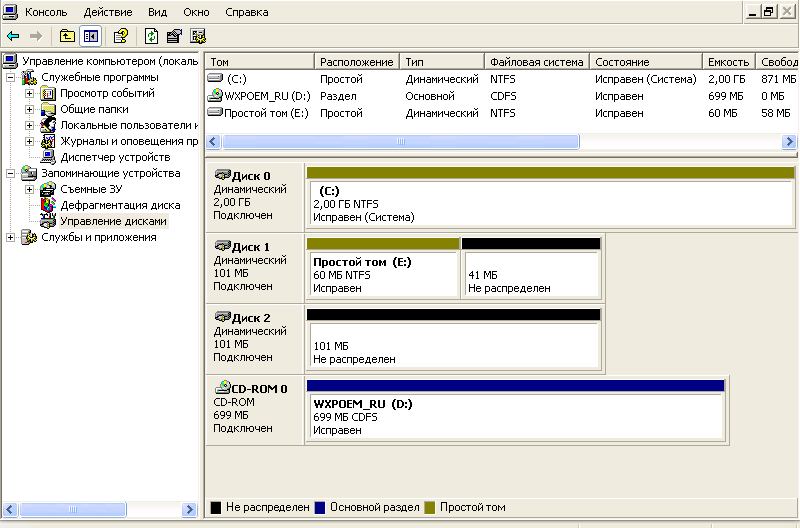 Консоль Действие Вид Окно Справка
Управление компьютером (локаль
Служебные программы
Просмотр событий
Общие папки
Локальные пользователи и
Журналы и оповещения пр
Диспетчер устройств
Запоминающие устройства
Съемные ЗУ
Дефрагментация диска
Управление дисками
Службы и приложения
Том Расположение Тип Файловая система Состояние Емкость Свобод
(C:) Простой Динамический NTFS Исправен (Система) 2,00 ГБ 871 МБ
WXPOEM_RU (D:) Раздел Основной CDFS Исправен 699 МБ 0 МБ
Простой том (E:) Простой Динамический NTFS Исправен 60 МБ 58 МБ
Диск 0
Динамический
2,00 ГБ
Подключен
(C:)
2,00 ГБ NTFS
Исправен (Система)
Диск 1
Динамический
101 МБ
Подключен
Простой том (E:)
60 МБ NTFS
Исправен
41 МБ
Не распределен
Диск 2
Динамический
101 МБ
Подключен
101 МБ
Не распределен
CD-ROM 0
CD-ROM
699 МБ
Подключен
WXPOEM_RU (D:)
699 МБ CDFS
Исправен
Не распределен Основной раздел Простой том